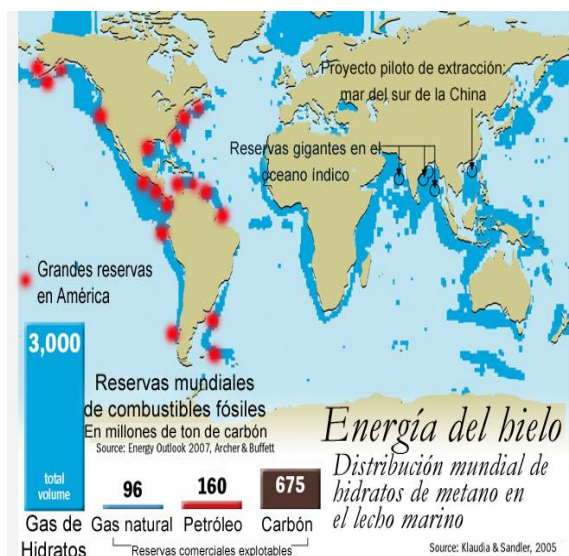 Proyecto piloto de extracción:
mar del sur de la China
Reservas gigantes en el
oceano índico
Grandes reservas
en América
3,000
total
volume
Gas de
Hidratos
Reservas mundiales
de combustibles fósiles
En millones de ton de carbón
Source: Energy Outlook 2007, Archer & Buffett
96
Gas natural
160
Petróleo
675
Carbón
Reservas comerciales explotables
Energía del hielo
Distribución mundial de
hidratos de metano en
el lecho marino
Source: Klaudia & Sandler, 2005